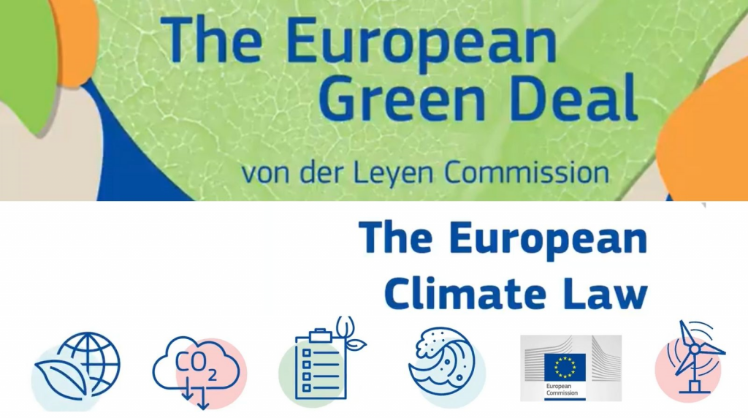 The European
Green Deal
von der Leyen Commission
The European
Climate Law
CO2
European
Commission